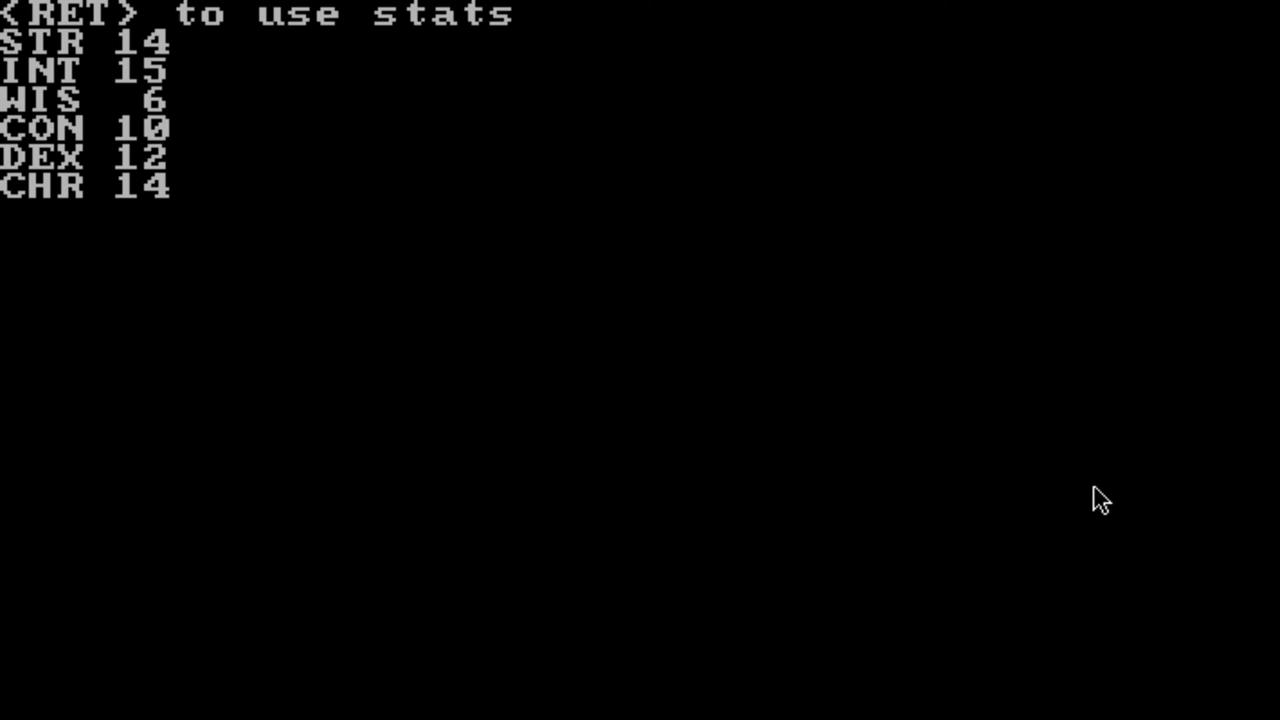 <RET> to use stats
STR 14
INT 15
WIS  6
CON 10
DEX 12
CHR 14